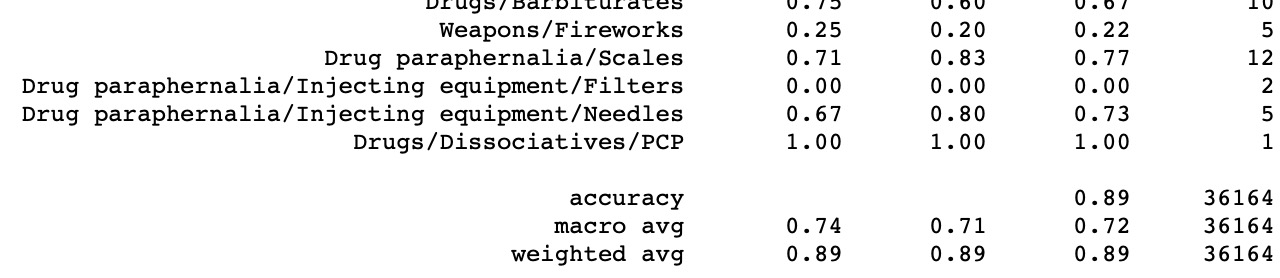 Drugs/Barbiturates 0.75 0.60 0.67 10
Weapons/Fireworks 0.25 0.20 0.22 5
Drug paraphernalia/Scales 0.71 0.83 0.77 12
Drug paraphernalia/Injecting equipment/Filters 0.00 0.00 0.00 2
Drug paraphernalia/Injecting equipment/Needles 0.67 0.80 0.73 5
Drugs/Dissociatives/PCP 1.00 1.00 1.00 1
accuracy 0.89 36164
macro avg 0.74 0.71 0.72 36164
weighted avg 0.89 0.89 0.89 36164